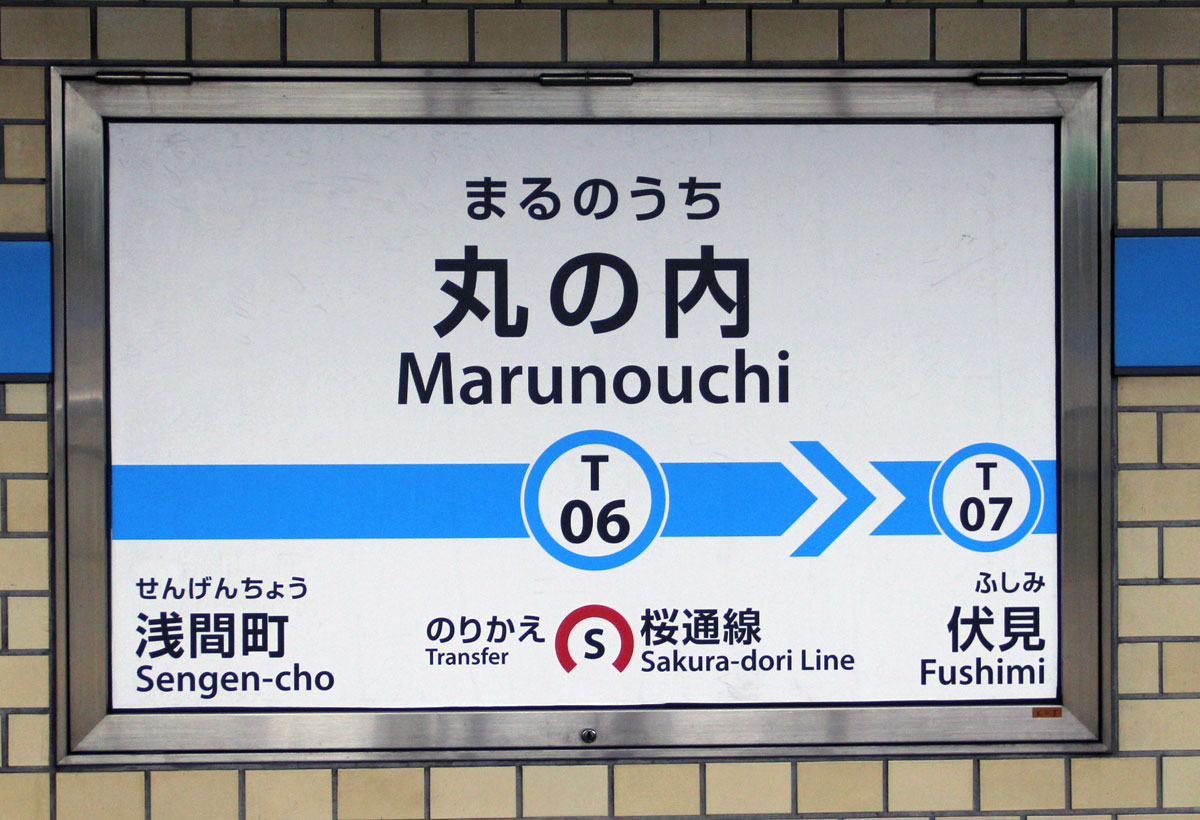 まるのうち
丸の内
Marunouchi
T
06
T
07
せんげんちょう
浅間町
Sengen-cho
のりかえ
Transfer
S
桜通線
Sakura-dori Line
ふしみ
伏見
Fushimi